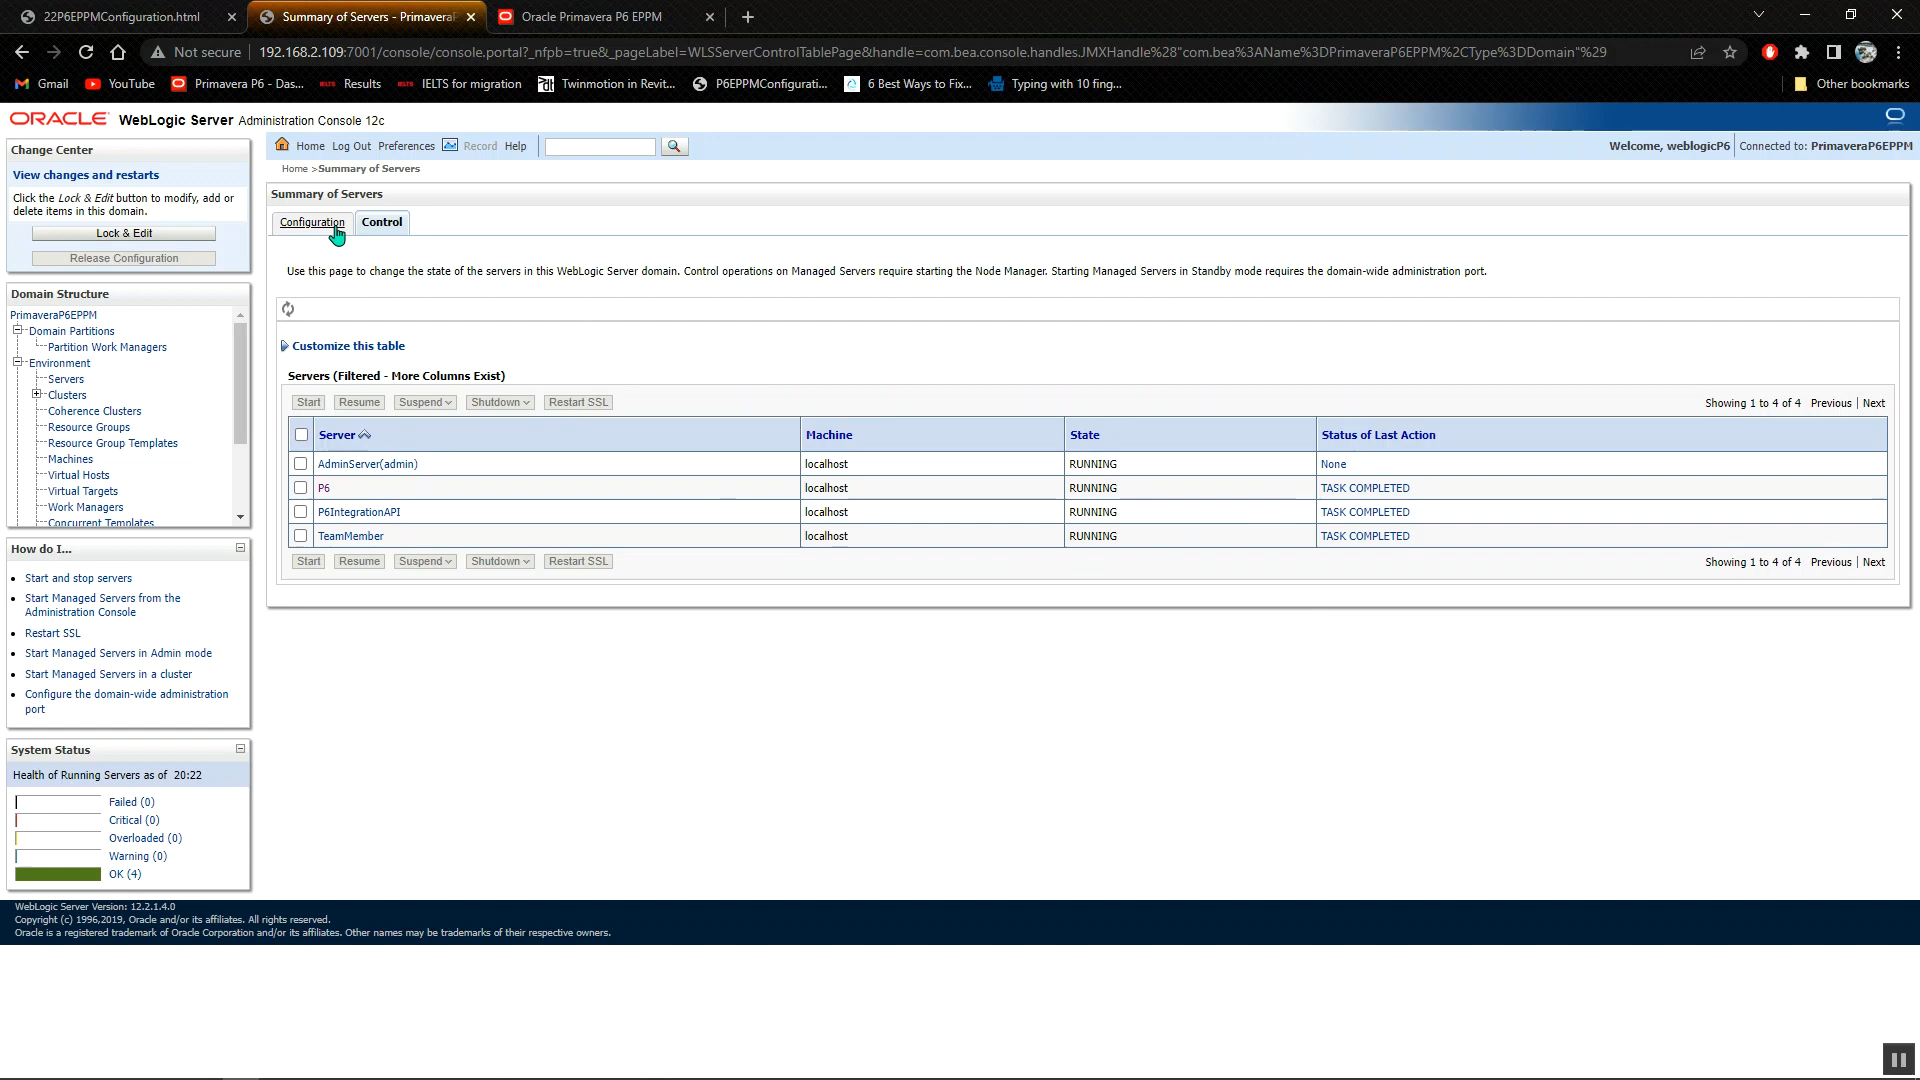 22P6EPPMConfiguration.html
Summary of Servers - Primavera
Oracle Primavera P6 EPPM
Not secure
192.168.2.109:7001/console/console.portal?_nfpb=true&_pageLabel=WLSServerControlTablePage&handle=com.bea.console.handles.JMXHandle%28"com.bea%3AName%3DPrimaveraP6EPPM%2CType%3DDomain"%29
Gmail
YouTube
Primavera P6 - Das...
Results
IELTS for migration
Twinmotion in Revit...
P6EPPMConfigurati...
6 Best Ways to Fix...
Typing with 10 fing...
Other bookmarks
ORACLE WebLogic Server Administration Console 12c
Change Center
View changes and restarts
Click the Lock & Edit button to modify, add or
delete items in this domain.
Lock & Edit
Release Configuration
Domain Structure
PrimaveraP6EPPM
Domain Partitions
Partition Work Managers
Environment
Servers
Clusters
Coherence Clusters
Resource Groups
Resource Group Templates
Machines
Virtual Hosts
Virtual Targets
Work Managers
Concurrent Templates
How do I...
Start and stop servers
Start Managed Servers from the
Administration Console
Restart SSL
Start Managed Servers in Admin mode
Start Managed Servers in a cluster
Configure the domain-wide administration
port
System Status
Health of Running Servers as of 20:22
Failed (0)
Critical (0)
Overloaded (0)
Warning (0)
OK (4)
Home Log Out Preferences Record Help
Welcome, weblogicP6 Connected to: PrimaveraP6EPPM
Home >Summary of Servers
Summary of Servers
Configuration Control
Use this page to change the state of the servers in this WebLogic Server domain. Control operations on Managed Servers require starting the Node Manager. Starting Managed Servers in Standby mode requires the domain-wide administration port.
Customize this table
Servers (Filtered - More Columns Exist)
Start Resume Suspend Shutdown Restart SSL
Showing 1 to 4 of 4 Previous | Next
Server Machine State Status of Last Action
AdminServer(admin) localhost RUNNING None
P6 localhost RUNNING TASK COMPLETED
P6IntegrationAPI localhost RUNNING TASK COMPLETED
TeamMember localhost RUNNING TASK COMPLETED
Start Resume Suspend Shutdown Restart SSL
Showing 1 to 4 of 4 Previous | Next
WebLogic Server Version: 12.2.1.4.0
Copyright (c) 1996,2019, Oracle and/or its affiliates. All rights reserved.
Oracle is a registered trademark of Oracle Corporation and/or its affiliates. Other names may be trademarks of their respective owners.